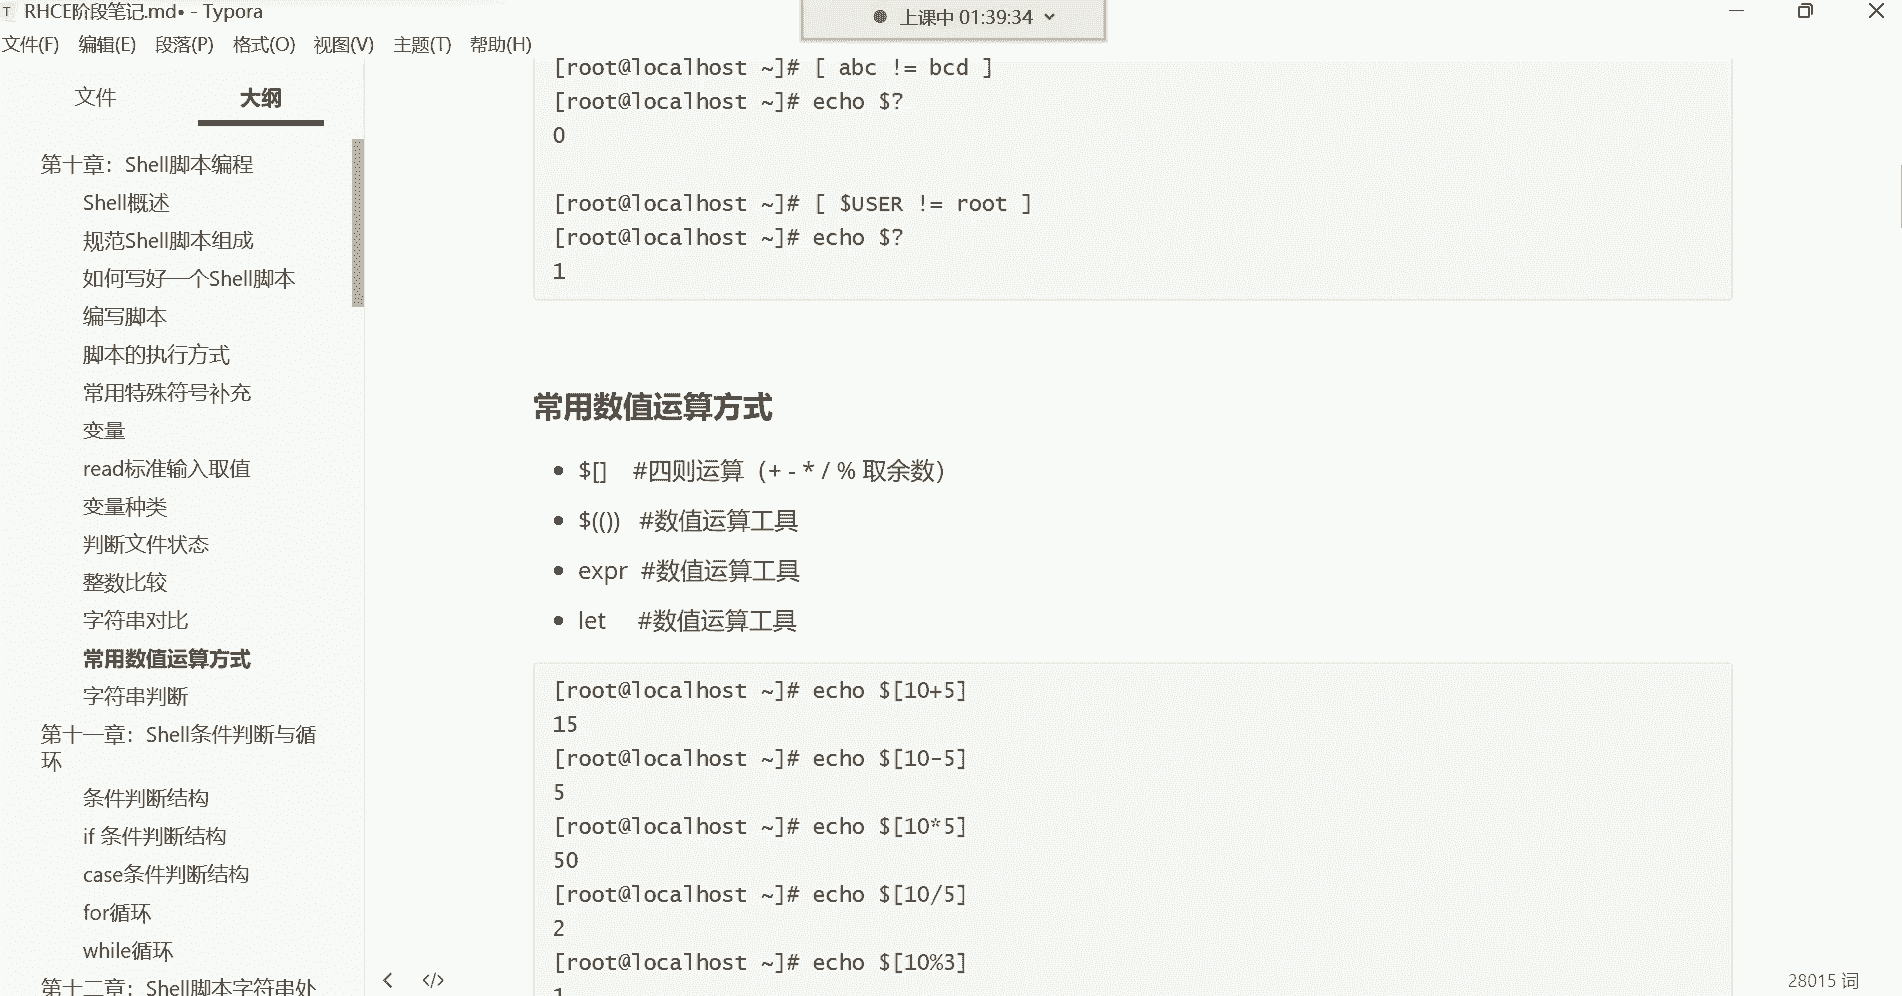 RHCE阶段笔记.md• - Typora
上课中 01:39:34
文件(F) 编辑(E) 段落(P) 格式(O) 视图(V) 主题(T) 帮助(H)
文件 大纲
第十章：Shell脚本编程
Shell概述
规范Shell脚本组成
如何写好一个Shell脚本
编写脚本
脚本的执行方式
常用特殊符号补充
变量
read标准输入取值
变量种类
判断文件状态
整数比较
字符串对比
常用数值运算方式
字符串判断
第十一章：Shell条件判断与循
环
条件判断结构
if 条件判断结构
case条件判断结构
for循环
while循环
第十二章：Shell脚本字符串处
[root@localhost ~]# [ abc != bcd ]
[root@localhost ~]# echo $?
0
[root@localhost ~]# [ $USER != root ]
[root@localhost ~]# echo $?
1
常用数值运算方式
• $[] #四则运算（+ - * / % 取余数）
• $(()) #数值运算工具
• expr #数值运算工具
• let #数值运算工具
[root@localhost ~]# echo $[10+5]
15
[root@localhost ~]# echo $[10-5]
5
[root@localhost ~]# echo $[10*5]
50
[root@localhost ~]# echo $[10/5]
2
[root@localhost ~]# echo $[10%3]
1
28015 词